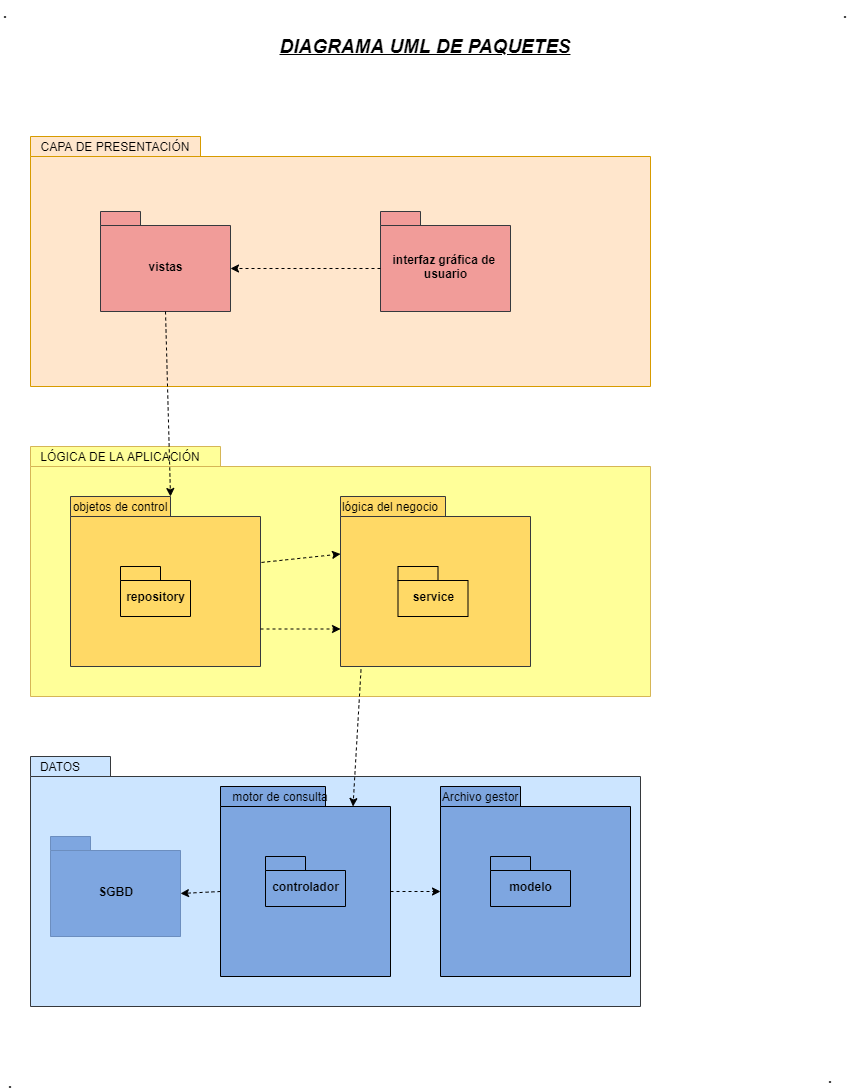 DIAGRAMA UML DE PAQUETES
CAPA DE PRESENTACIÓN
vistas
interfaz gráfica de
usuario
LÓGICA DE LA APLICACIÓN
objetos de control
lógica del negocio
repository
service
DATOS
motor de consulta
Archivo gestor
SGBD
controlador
modelo